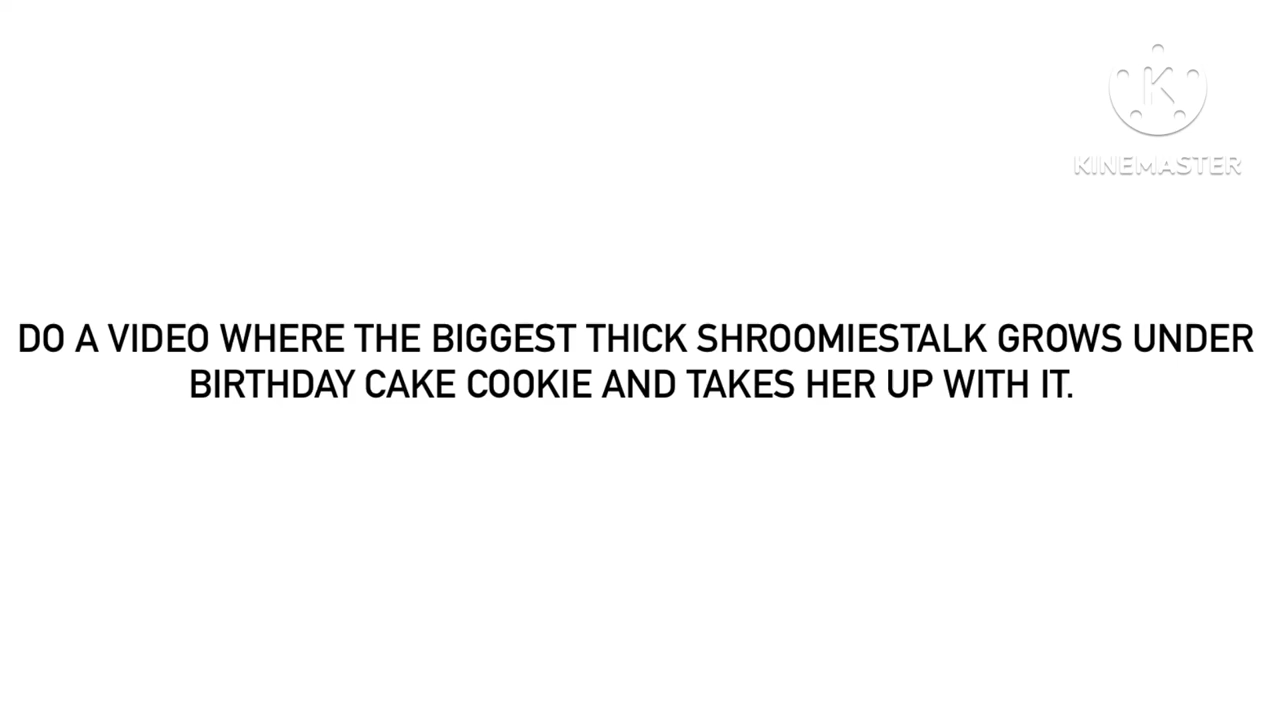 K
KINEMASTER
DO A VIDEO WHERE THE BIGGEST THICK SHROOMIESTALK GROWS UNDER
BIRTHDAY CAKE COOKIE AND TAKES HER UP WITH IT.